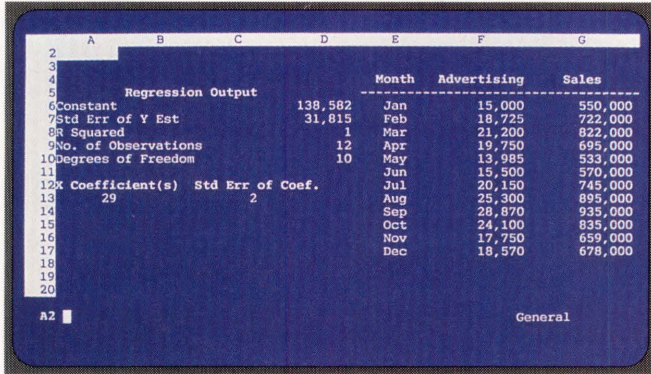 A B C D E F G
2
3
4 Month Advertising Sales
5 Regression Output ------------------------------
6 Constant 138,582 Jan 15,000 550,000
7 Std Err of Y Est 31,815 Feb 18,725 722,000
8 R Squared 1 Mar 21,200 822,000
9 No. of Observations 12 Apr 19,750 695,000
10 Degrees of Freedom 10 May 13,985 533,000
11 Jun 15,500 570,000
12 X Coefficient(s) Std Err of Coef. Jul 20,150 745,000
13 29 2 Aug 25,300 895,000
14 Sep 28,870 935,000
15 Oct 24,100 835,000
16 Nov 17,750 659,000
17 Dec 18,570 678,000
18
19
20
A2 General